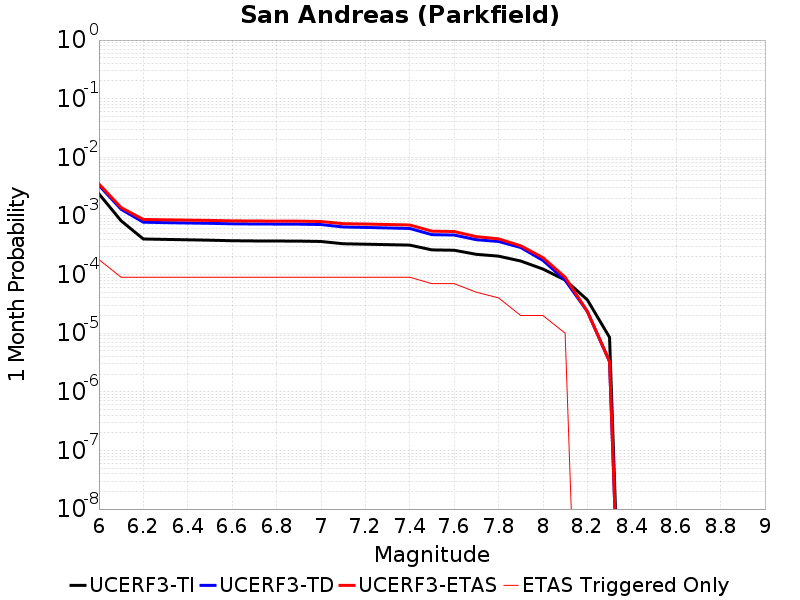 San Andreas (Parkfield)
1 Month Probability
10^0
10^-1
10^-2
10^-3
10^-4
10^-5
10^-6
10^-7
10^-8
6 6.2 6.4 6.6 6.8 7 7.2 7.4 7.6 7.8 8 8.2 8.4 8.6 8.8 9
Magnitude
UCERF3-TI UCERF3-TD UCERF3-ETAS ETAS Triggered Only